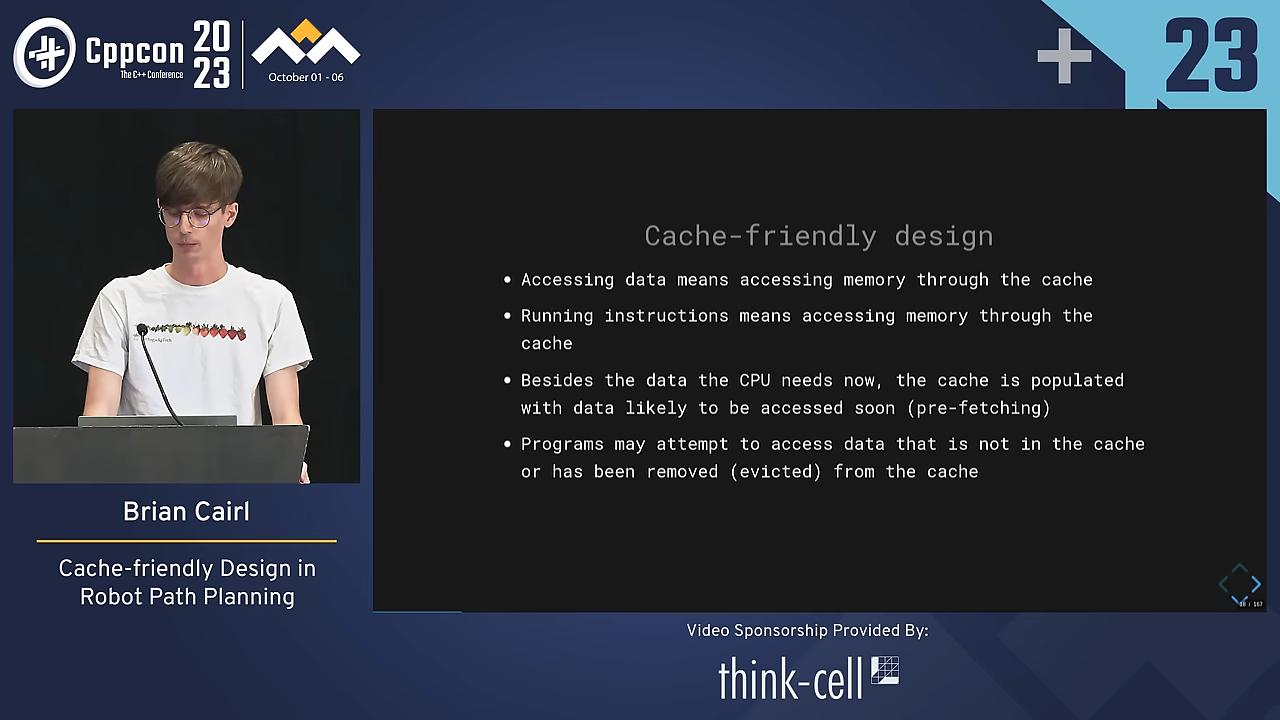 Cppcon
The C++ Conference
20
23
October 01 - 06
23
Cache-friendly design
• Accessing data means accessing memory through the cache
• Running instructions means accessing memory through the
cache
• Besides the data the CPU needs now, the cache is populated
with data likely to be accessed soon (pre-fetching)
• Programs may attempt to access data that is not in the cache
or has been removed (evicted) from the cache
Brian Cairl
Cache-friendly Design in
Robot Path Planning
Video Sponsorship Provided By:
think-cell